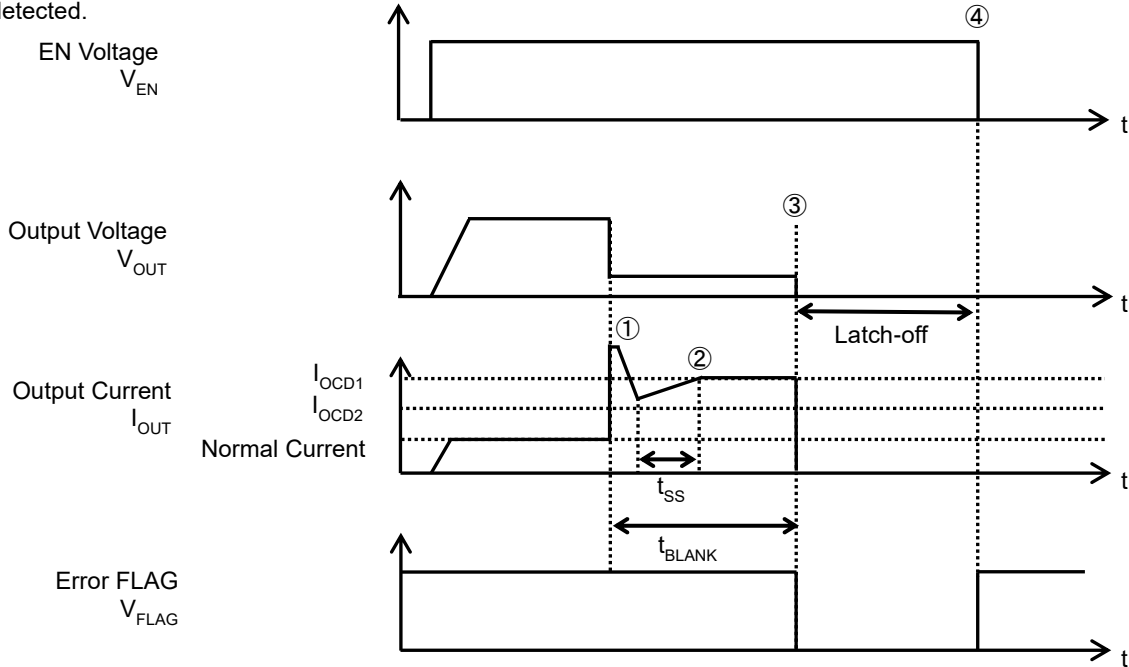 detected.
④
EN Voltage
V_EN
t
③
Output Voltage
V_OUT
t
Latch-off
①
②
I_OCD1
Output Current
I_OUT
I_OCD2
Normal Current
t
t_SS
t_BLANK
Error FLAG
V_FLAG
t